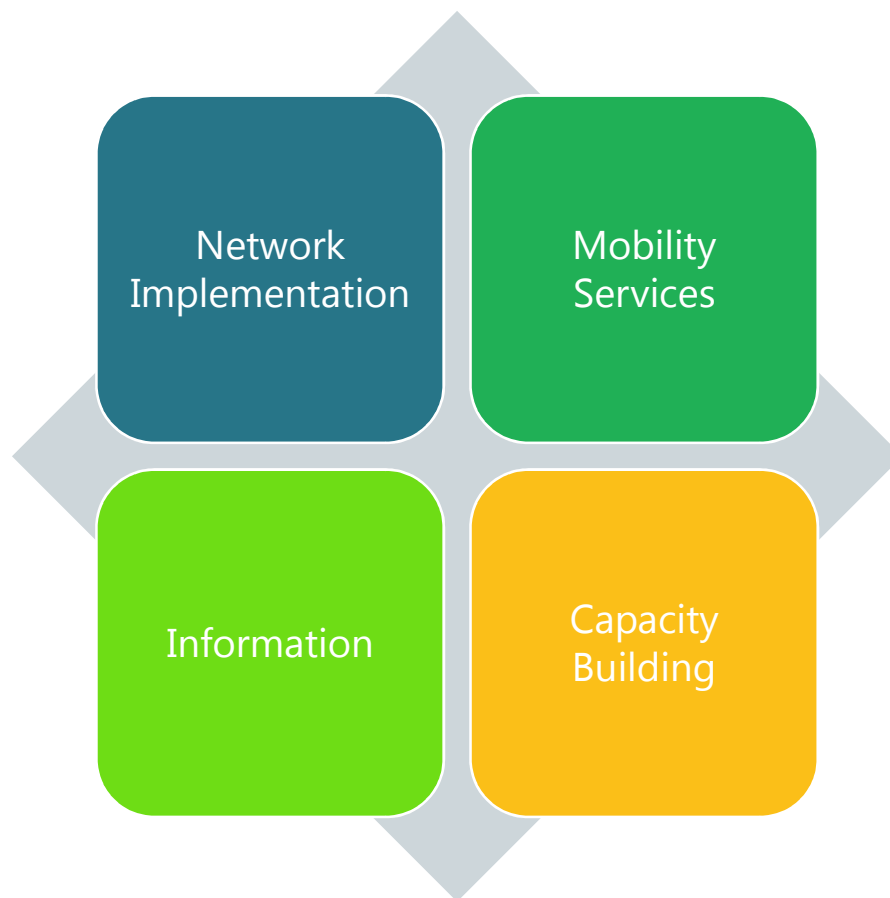 Network
Implementation
Mobility
Services
Information
Capacity
Building